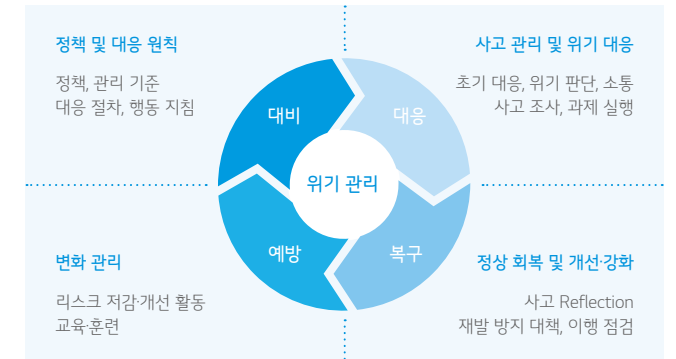 정책 및 대응 원칙
정책, 관리 기준
대응 절차, 행동 지침
사고 관리 및 위기 대응
초기 대응, 위기 판단, 소통
사고 조사, 과제 실행
대비
대응
위기 관리
예방
복구
변화 관리
리스크 저감·개선 활동
교육·훈련
정상 회복 및 개선·강화
사고 Reflection
재발 방지 대책, 이행 점검